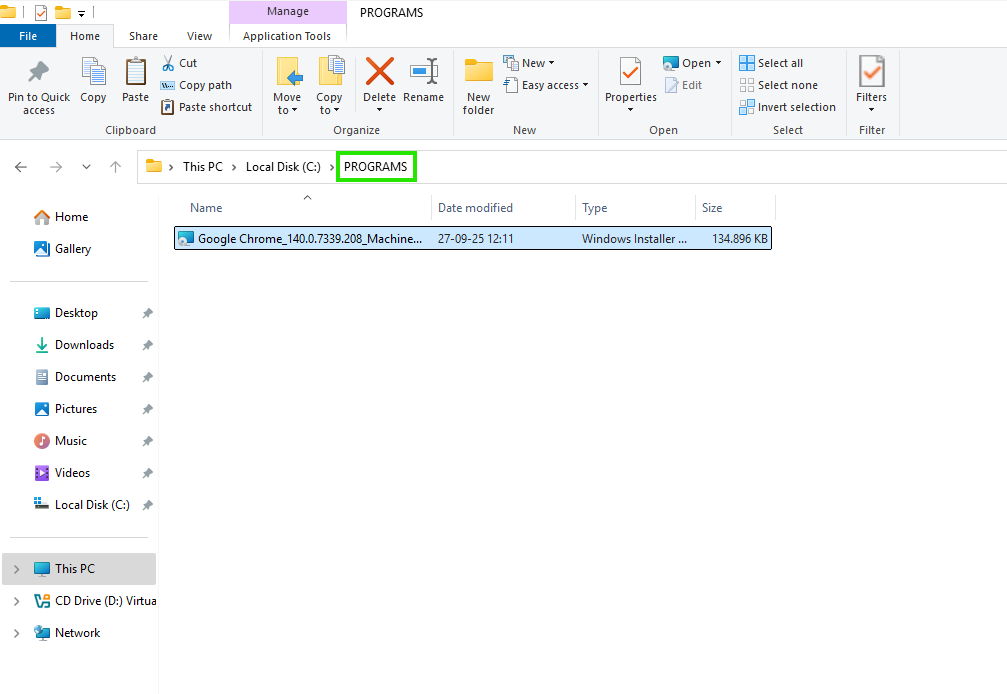 Manage
PROGRAMS
File
Home
Share
View
Application Tools
Pin to Quick
access
Copy
Paste
Cut
Copy path
Paste shortcut
Clipboard
Move
to
Copy
to
Delete
Rename
Organize
New
folder
New
Easy access
New
Properties
Open
Edit
Open
Select all
Select none
Invert selection
Select
Filters
Filter
This PC
Local Disk (C:)
PROGRAMS
Name
Date modified
Type
Size
Google Chrome_140.0.7339.208_Machine...
27-09-25 12:11
Windows Installer ...
134.896 KB
Home
Gallery
Desktop
Downloads
Documents
Pictures
Music
Videos
Local Disk (C:)
This PC
CD Drive (D:) Virtua
Network